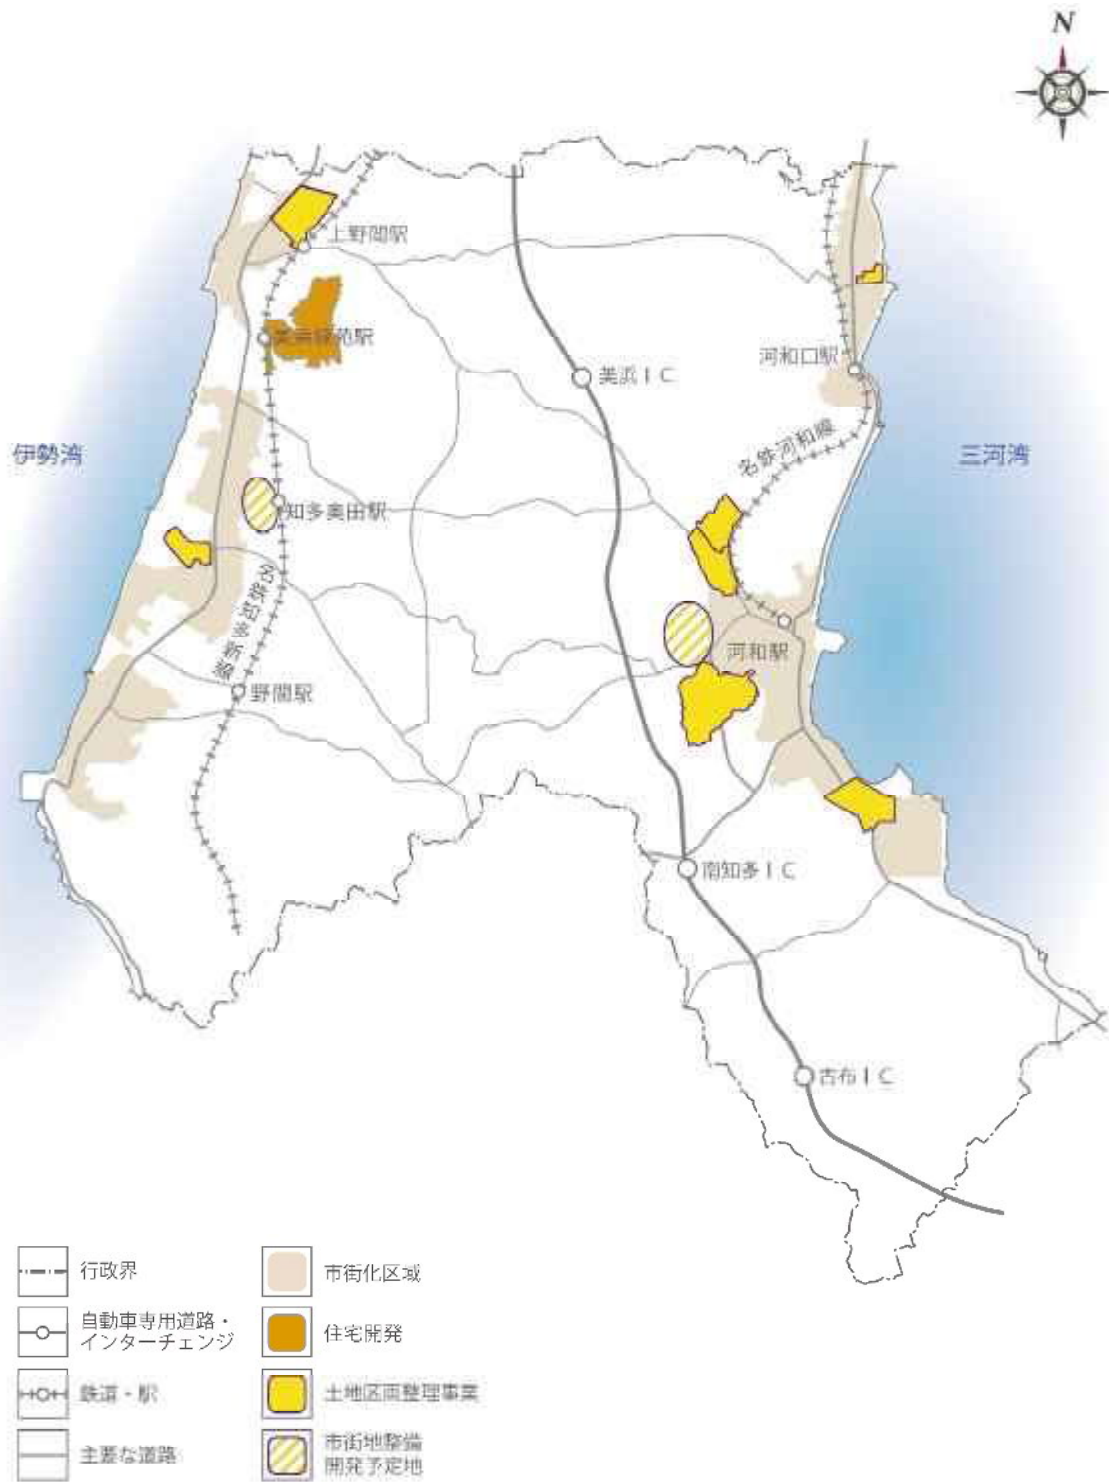 N
上野間駅
美浜緑苑駅
河和口駅
美浜IC
伊勢湾
名鉄河和線
三河湾
知多奥田駅
名鉄知多新線
河和駅
野間駅
南知多IC
古布IC
行政界
市街化区域
自動車専用道路・
インターチェンジ
住宅開発
鉄道・駅
土地区画整理事業
主要な道路
市街地整備
開発予定地